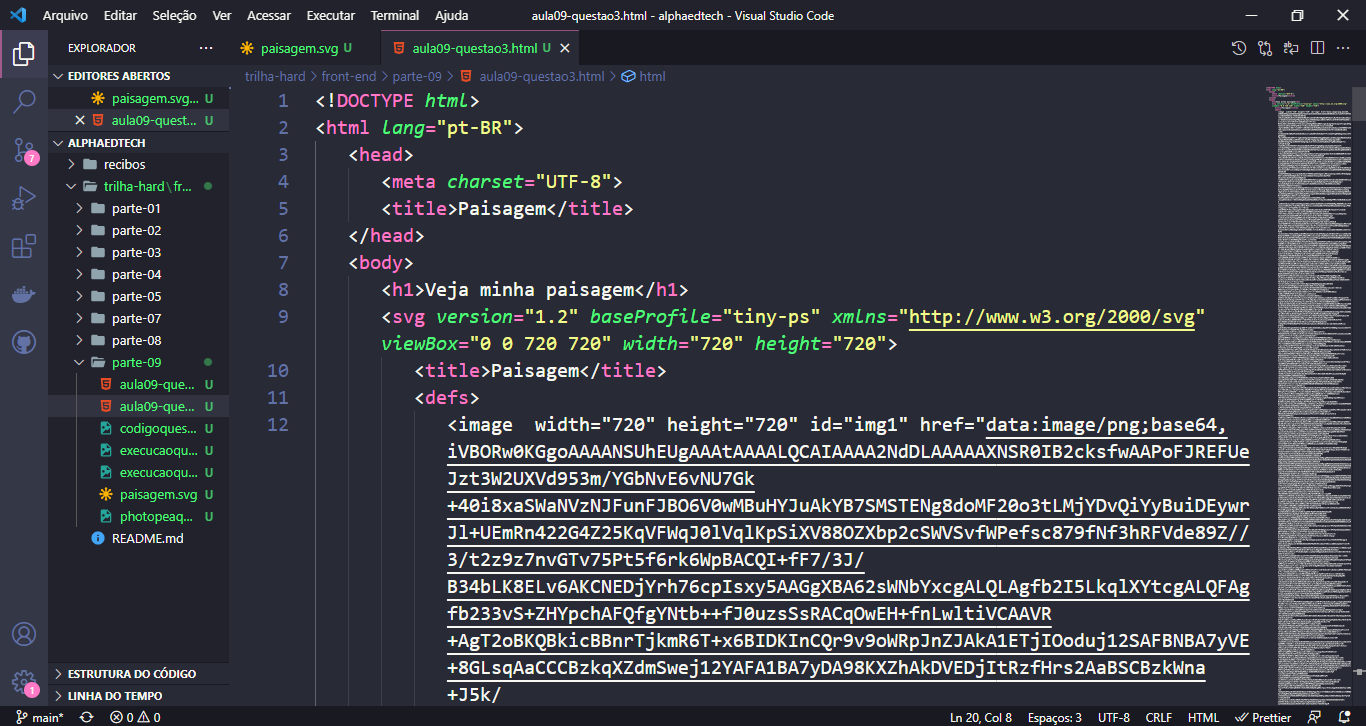 Arquivo Editar Seleção Ver Acessar Executar Terminal Ajuda aula09-questao3.html - alphaedtech - Visual Studio Code
EXPLORADOR ...
paisagem.svg U aula09-questao3.html U
EDITORES ABERTOS
paisagem.svg... U
aula09-quest... U
ALPHAEDTECH
recibos
trilha-hard\fr...
parte-01
parte-02
parte-03
parte-04
parte-05
parte-07
parte-08
parte-09
aula09-que... U
aula09-que... U
codigoques... U
execucaoqu... U
execucaoqu... U
paisagem.svg U
photopeaq... U
README.md
ESTRUTURA DO CÓDIGO
LINHA DO TEMPO
7
1
trilha-hard > front-end > parte-09 > aula09-questao3.html > html
1 <!DOCTYPE html>
2 <html lang="pt-BR">
3 <head>
4 <meta charset="UTF-8">
5 <title>Paisagem</title>
6 </head>
7 <body>
8 <h1>Veja minha paisagem</h1>
9 <svg version="1.2" baseProfile="tiny-ps" xmlns="http://www.w3.org/2000/svg"
viewBox="0 0 720 720" width="720" height="720">
10 <title>Paisagem</title>
11 <defs>
12 <image width="720" height="720" id="img1" href="data:image/png;base64,
iVBORw0KGgoAAAANSUhEUgAAAtAAAALQCAIAAAA2NdDLAAAAAXNSR0IB2cksfwAAPoFJREFUe
Jzt3W2UXVd953m/YGbNvE6vNU7Gk
+40i8xaSWaNVzNJFunFJBO6V0wMBuHYJuAkYB7SMSTENg8doMF20o3tLMjYDvQiYyBuiDEywr
Jl+UEmRn422G4Z25KqVFWqJ0lVqlKpSiXV88OZXbp2cSWVSvfWPefsc879fNf3hRFVde89Z//
3/t2z9z7nvGTv75Pt5f6rk6WpBACQI+fF7/3J/
B34bLK8ELv6AKCNEDjYrh76cpIsxy5AAGgXBA62sWNbYxcgALQLAgfb2I5LkqlXYtcgALQFAg
fb233vS+ZHYpchAFQfgYNtb++fJ0uzsSsRACqOwEH+fnLwltiVCAAVR
+AgT2oBKQBkicBBnrTjkmR6T+x6BIDKInCQr9v9oWRpJnZJAkA1ETjIOoduj12SAFBNBA7yVE
+8GLsqAaCCCBzkqXZdmSwej12YAFA1BA7yDA98KXZhAkDVEDjItRzfHrs2AaBSCBzkWna
+J5k/
Ln 20, Col 8 Espaços: 3 UTF-8 CRLF HTML Prettier
main* 0 0